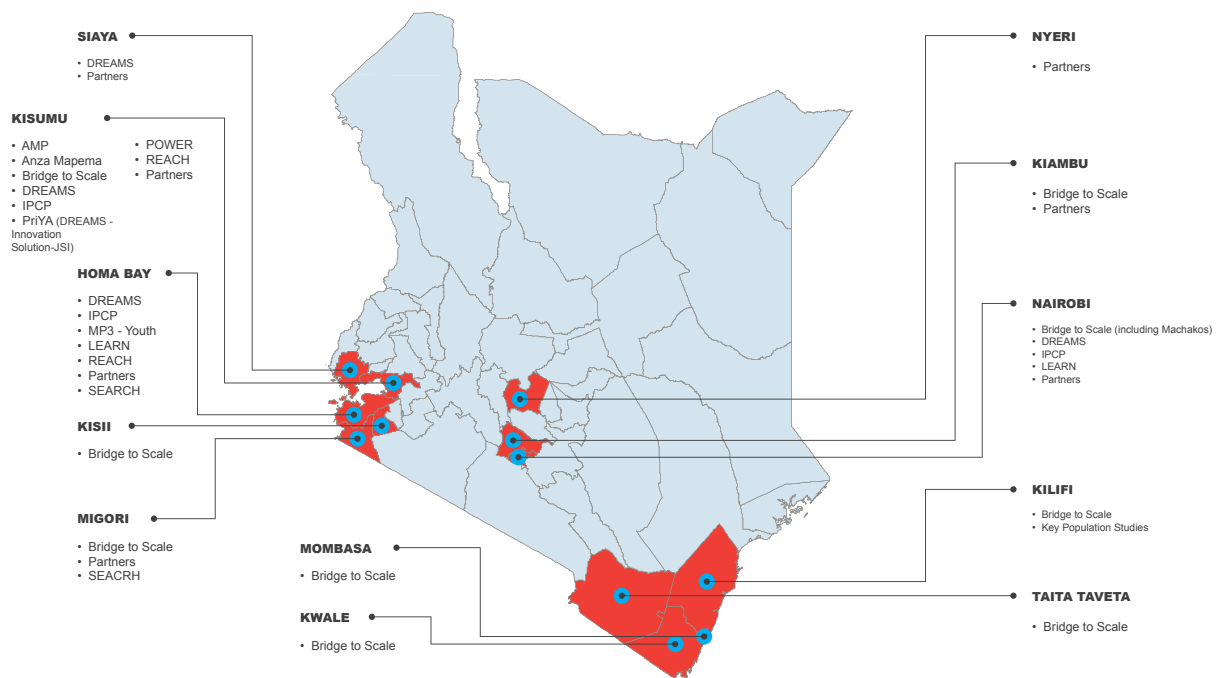 SIAYA
• DREAMS
• Partners
KISUMU
• AMP
• Anza Mapema
• Bridge to Scale
• DREAMS
• IPCP
• PriYA (DREAMS -
Innovation
Solution-JSI)
• POWER
• REACH
• Partners
HOMA BAY
• DREAMS
• IPCP
• MP3 - Youth
• LEARN
• REACH
• Partners
• SEARCH
KISII
• Bridge to Scale
MIGORI
• Bridge to Scale
• Partners
• SEACRH
MOMBASA
• Bridge to Scale
KWALE
• Bridge to Scale
NYERI
• Partners
KIAMBU
• Bridge to Scale
• Partners
NAIROBI
• Bridge to Scale (including Machakos)
• DREAMS
• IPCP
• LEARN
• Partners
KILIFI
• Bridge to Scale
• Key Population Studies
TAITA TAVETA
• Bridge to Scale